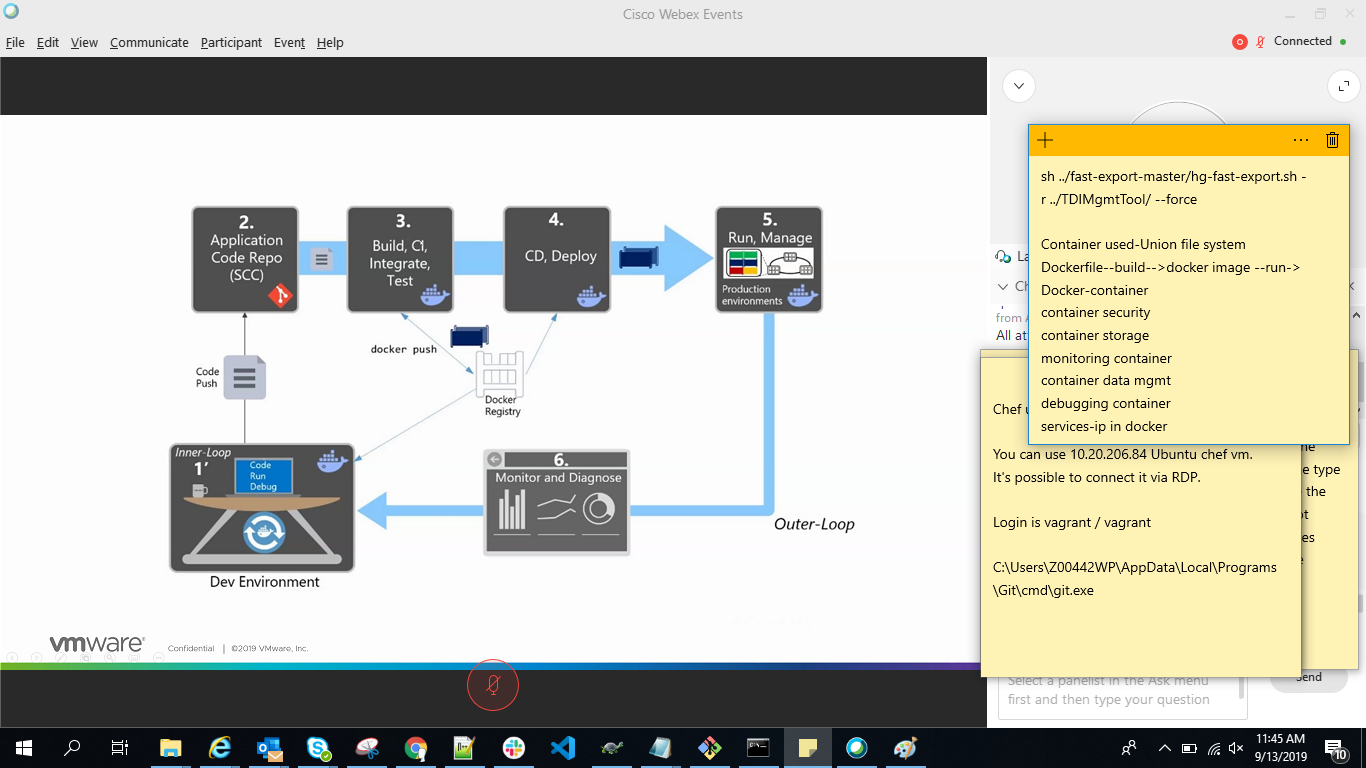 Cisco Webex Events
File Edit View Communicate Participant Event Help
Connected
2.
Application
Code Repo
(SCC)
3.
Build, CI,
Integrate,
Test
4.
CD, Deploy
5.
Run, Manage
Production
environments
docker push
Code
Push
Docker
Registry
Inner-Loop
1’
Code
Run
Debug
Dev Environment
6.
Monitor and Diagnose
Outer-Loop
vmware®
Confidential | ©2019 VMware, Inc.
sh ../fast-export-master/hg-fast-export.sh -
r ../TDIMgmtTool/ --force
Container used-Union file system
Dockerfile--build-->docker image --run->
Docker-container
container security
container storage
monitoring container
container data mgmt
debugging container
services-ip in docker
from
All
Chef
You can use 10.20.206.84 Ubuntu chef vm.
It's possible to connect it via RDP.
Login is vagrant / vagrant
C:\Users\Z00442WP\AppData\Local\Programs
\Git\cmd\git.exe
type
the
Select a panelist in the Ask menu
first and then type your question
Send
11:45 AM
9/13/2019
10